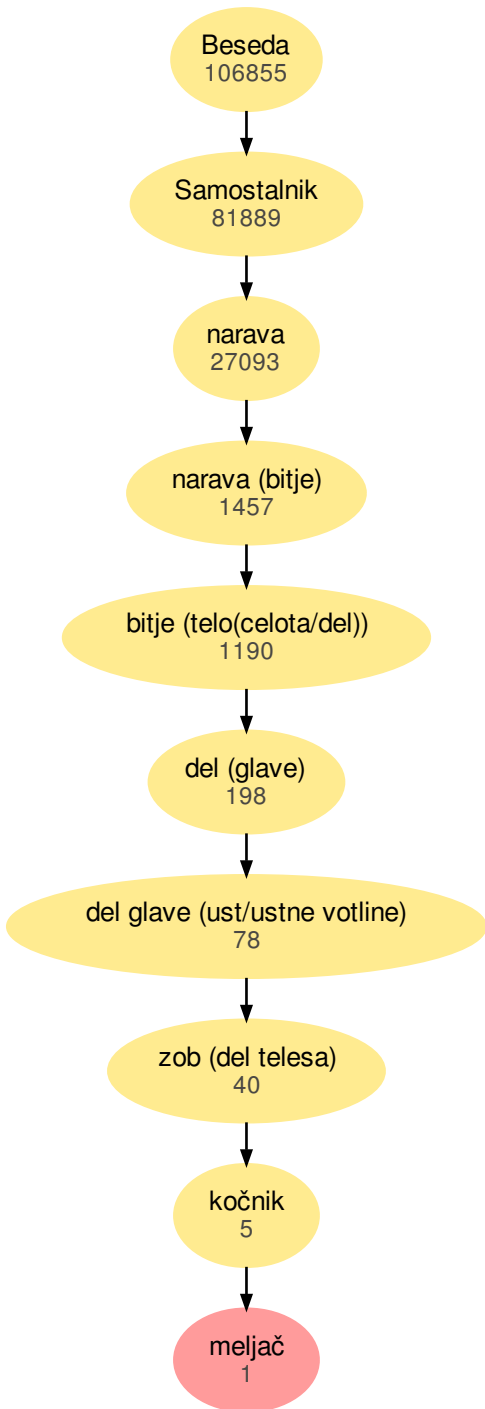 Beseda
106855
Samostalnik
81889
narava
27093
narava (bitje)
1457
bitje (telo(celota/del))
1190
del (glave)
198
del glave (ust/ustne votline)
78
zob (del telesa)
40
kočnik
5
meljač
1